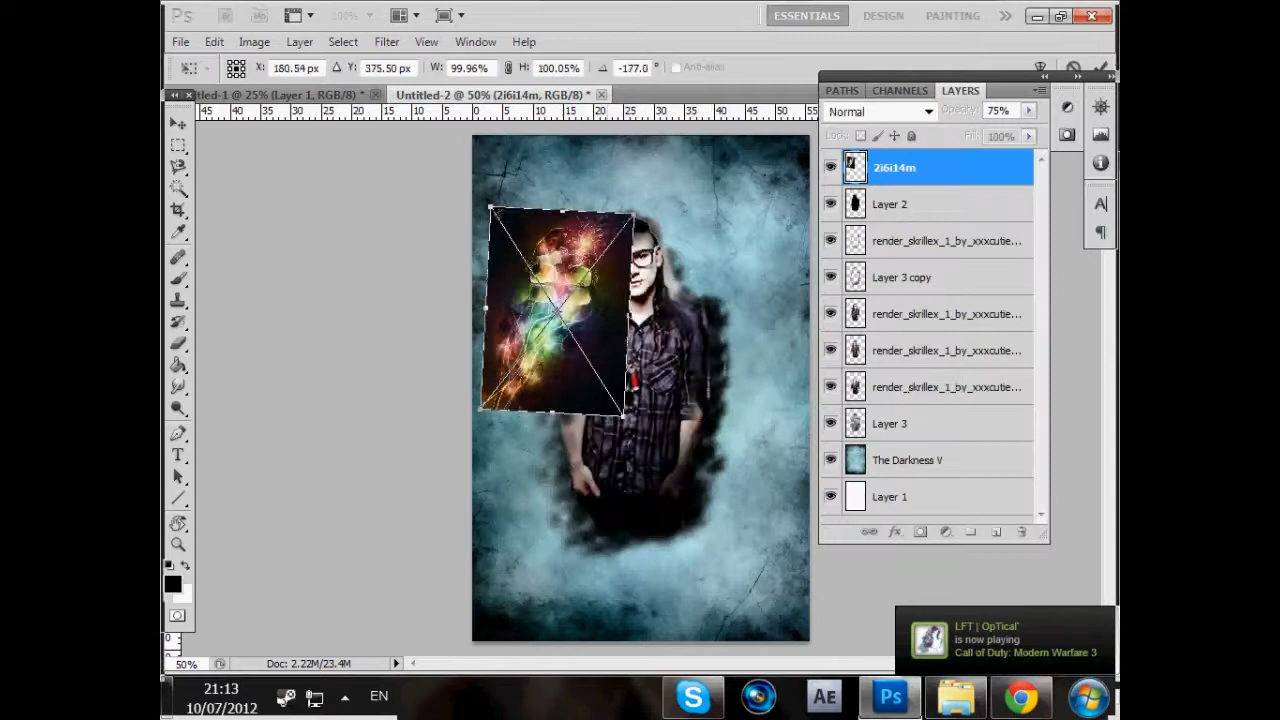 Ps 100% ESSENTIALS DESIGN PAINTING
File Edit Image Layer Select Filter View Window Help
X: 180.54 px Y: 375.50 px W: 99.96% H: 100.05% -177.0 ° Anti-alias
tled-1 @ 25% (Layer 1, RGB/8) * Untitled-2 @ 50% (2i6i14m, RGB/8) *
45 40 35 30 25 20 15 10 5 0 5 10 15 20 25 30 35 40 45 50 55
PATHS CHANNELS LAYERS
Normal Opacity: 75%
Lock: Fill: 100%
2i6i14m
Layer 2
render_skrillex_1_by_xxxcutie...
Layer 3 copy
render_skrillex_1_by_xxxcutie...
render_skrillex_1_by_xxxcutie...
render_skrillex_1_by_xxxcutie...
Layer 3
The Darkness V
Layer 1
LFT | OpTical
is now playing
Call of Duty: Modern Warfare 3
50% Doc: 2.22M/23.4M
21:13
10/07/2012
EN
AE
Ps